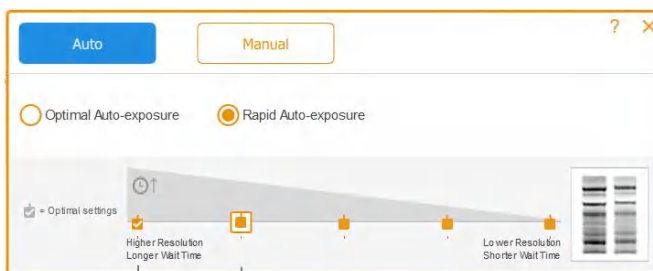 Auto
Manual
? ×
Optimal Auto-exposure
Rapid Auto-exposure
= Optimal settings
Higher Resolution
Longer Wait Time
Lower Resolution
Shorter Wait Time